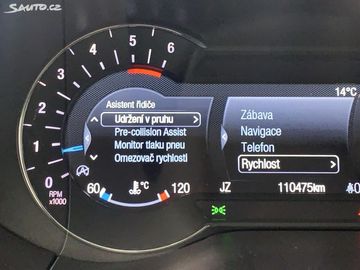 Sauto.cz
6
5
4
3
2
1
0
RPM
x1000
Asistent řidiče
Udržení v pruhu
Pre-collision Assist
Monitor tlaku pneu
Omezovač rychlosti
60
°C
120
14°C
Zábava
Navigace
Telefon
Rychlost
JZ
110475km